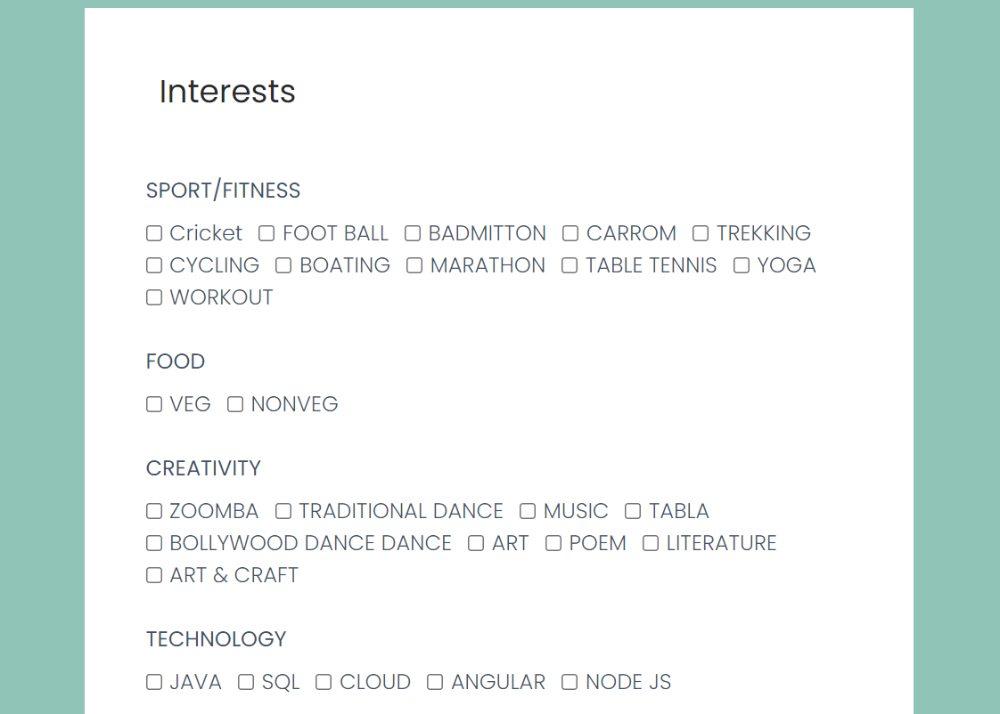 Interests
SPORT/FITNESS
Cricket FOOT BALL BADMITTON CARROM TREKKING
CYCLING BOATING MARATHON TABLE TENNIS YOGA
WORKOUT
FOOD
VEG NONVEG
CREATIVITY
ZOOMBA TRADITIONAL DANCE MUSIC TABLA
BOLLYWOOD DANCE DANCE ART POEM LITERATURE
ART & CRAFT
TECHNOLOGY
JAVA SQL CLOUD ANGULAR NODE JS